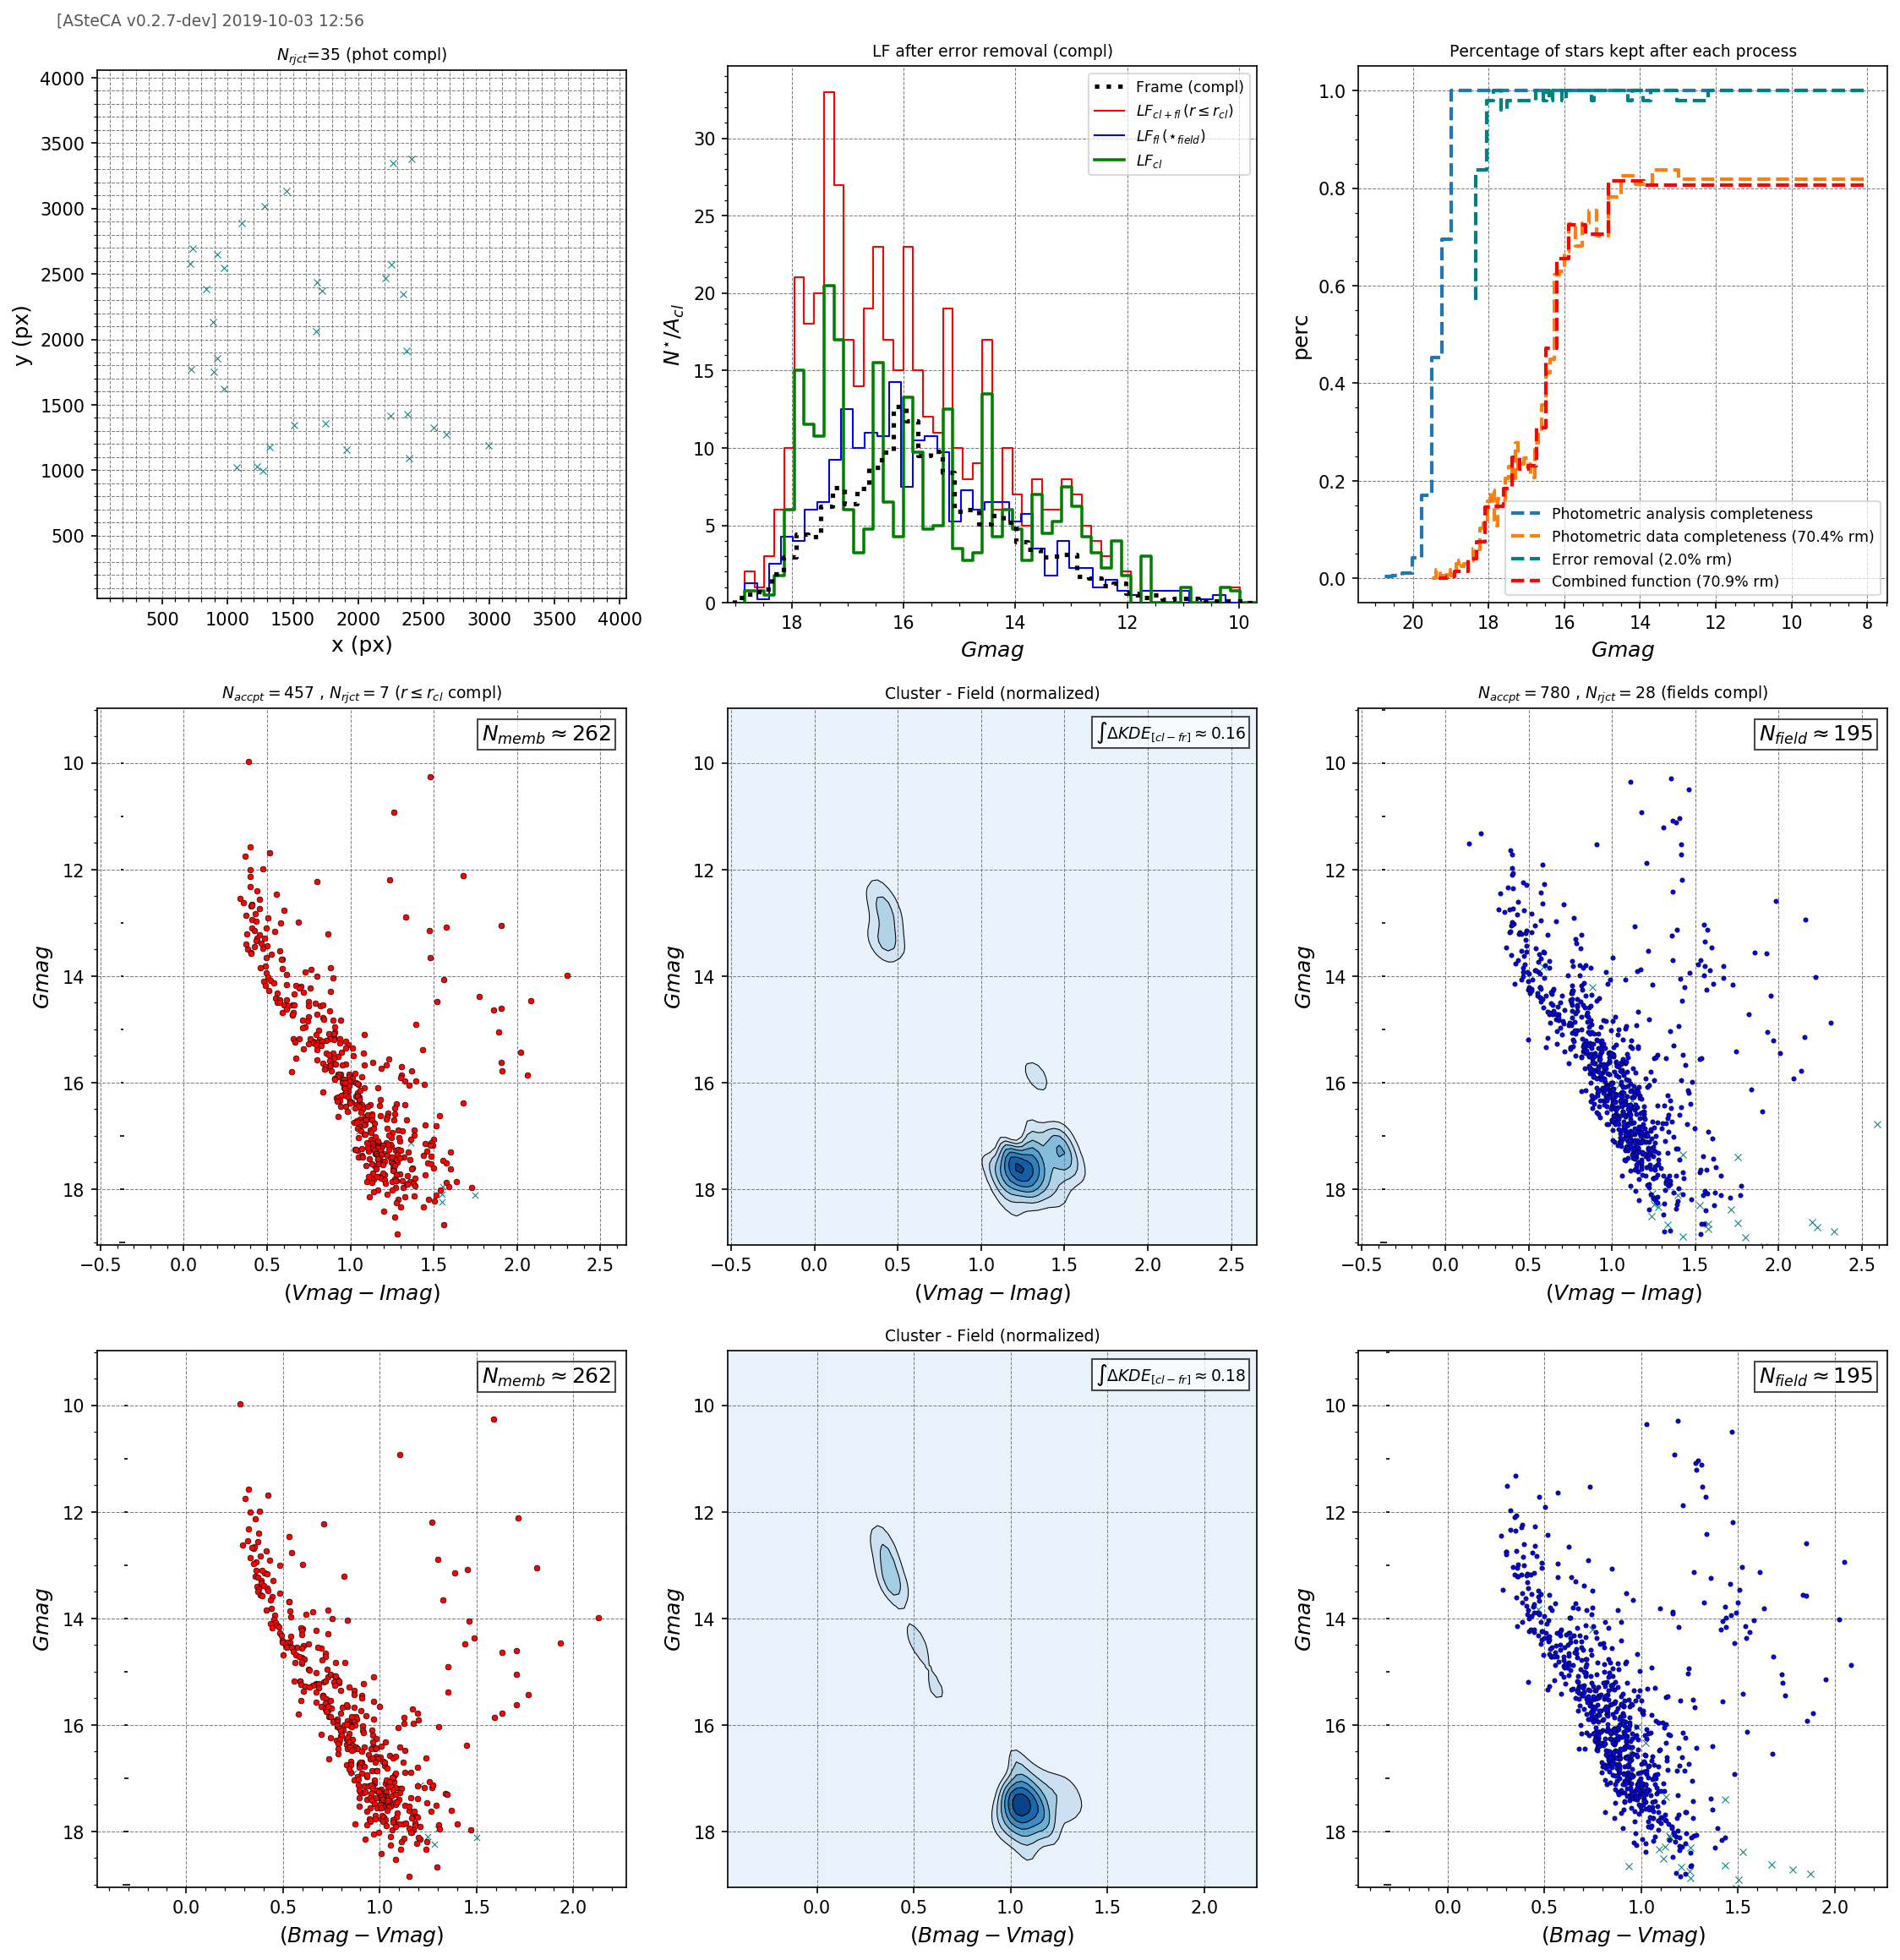 [ASteCA v0.2.7-dev] 2019-10-03 12:56
N_rjct=35 (phot compl)
4000
3500
3000
2500
2000
1500
1000
500
y (px)
500 1000 1500 2000 2500 3000 3500 4000
x (px)
LF after error removal (compl)
Frame (compl)
LF_cl+fl (r ≤ r_cl)
LF_fl (⋆field)
LF_cl
30
25
20
15
10
5
0
N⋆/A_cl
18 16 14 12 10
Gmag
Percentage of stars kept after each process
1.0
0.8
0.6
0.4
0.2
0.0
perc
Photometric analysis completeness
Photometric data completeness (70.4% rm)
Error removal (2.0% rm)
Combined function (70.9% rm)
20 18 16 14 12 10 8
Gmag
N_accpt = 457 , N_rjct = 7 (r ≤ r_cl compl)
N_memb ≈ 262
10
12
14
16
18
Gmag
−0.5 0.0 0.5 1.0 1.5 2.0 2.5
(Vmag − Imag)
Cluster - Field (normalized)
∫ΔKDE_[cl−fr] ≈ 0.16
10
12
14
16
18
Gmag
−0.5 0.0 0.5 1.0 1.5 2.0 2.5
(Vmag − Imag)
N_accpt = 780 , N_rjct = 28 (fields compl)
N_field ≈ 195
10
12
14
16
18
Gmag
−0.5 0.0 0.5 1.0 1.5 2.0 2.5
(Vmag − Imag)
N_memb ≈ 262
10
12
14
16
18
Gmag
0.0 0.5 1.0 1.5 2.0
(Bmag − Vmag)
Cluster - Field (normalized)
∫ΔKDE_[cl−fr] ≈ 0.18
10
12
14
16
18
Gmag
0.0 0.5 1.0 1.5 2.0
(Bmag − Vmag)
N_field ≈ 195
10
12
14
16
18
Gmag
0.0 0.5 1.0 1.5 2.0
(Bmag − Vmag)